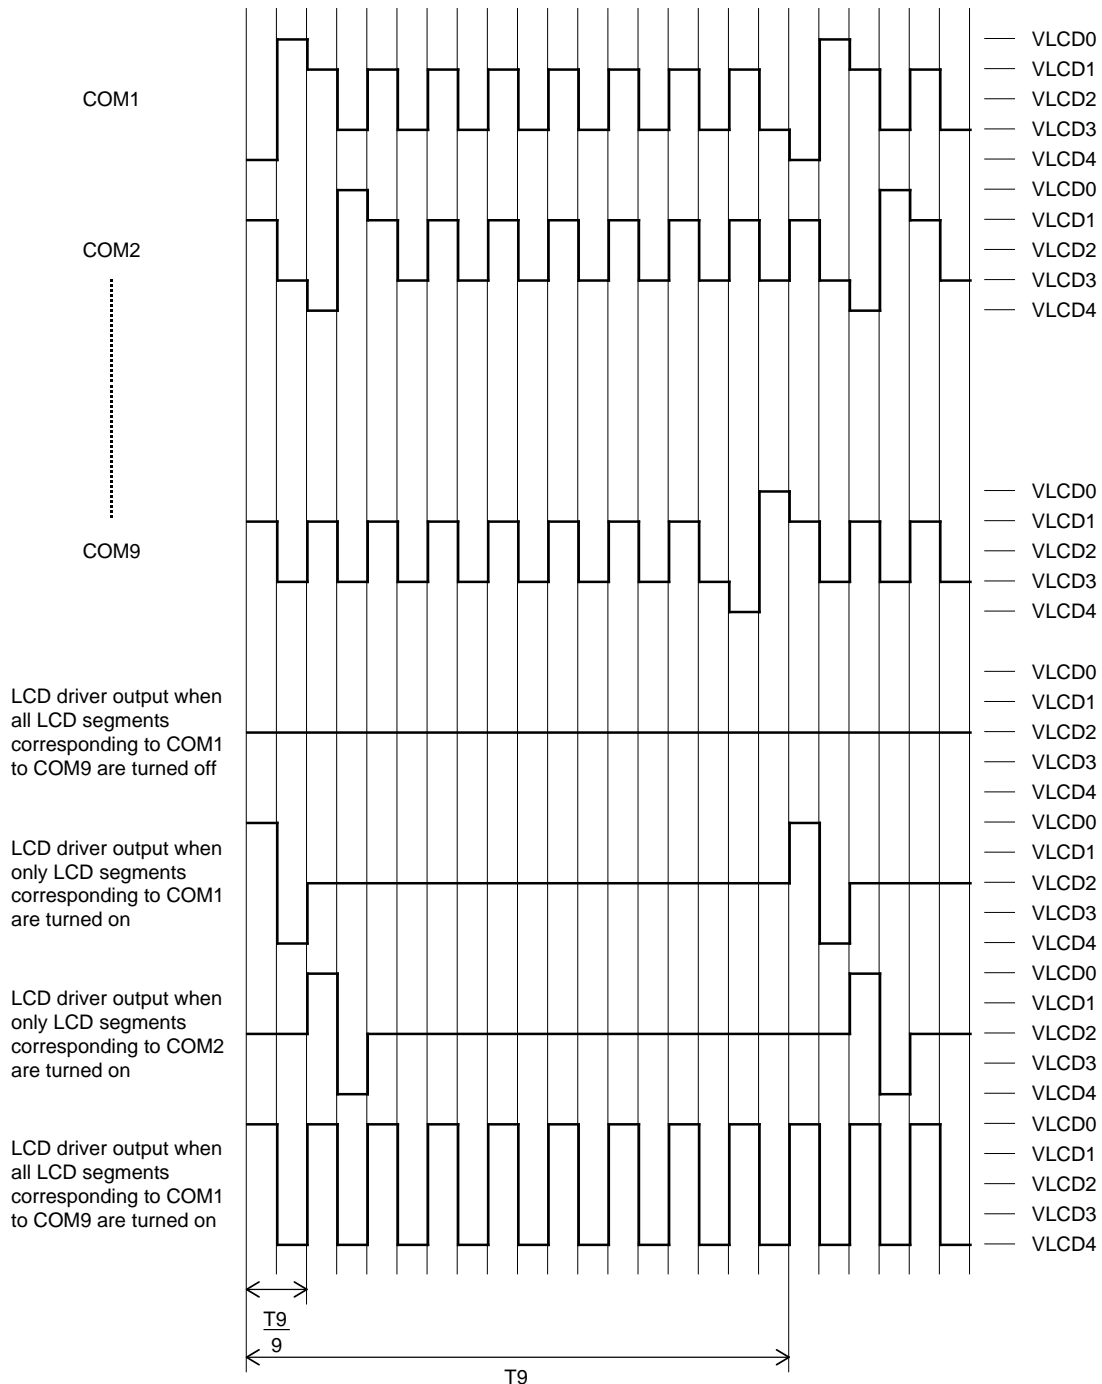 VLCD0
VLCD1
COM1
VLCD2
VLCD3
VLCD4
VLCD0
VLCD1
COM2
VLCD2
VLCD3
VLCD4
VLCD0
VLCD1
COM9
VLCD2
VLCD3
VLCD4
LCD driver output when
all LCD segments
corresponding to COM1
to COM9 are turned off
VLCD0
VLCD1
VLCD2
VLCD3
VLCD4
LCD driver output when
only LCD segments
corresponding to COM1
are turned on
VLCD0
VLCD1
VLCD2
VLCD3
VLCD4
LCD driver output when
only LCD segments
corresponding to COM2
are turned on
VLCD0
VLCD1
VLCD2
VLCD3
VLCD4
LCD driver output when
all LCD segments
corresponding to COM1
to COM9 are turned on
VLCD0
VLCD1
VLCD2
VLCD3
VLCD4
T9
9
T9